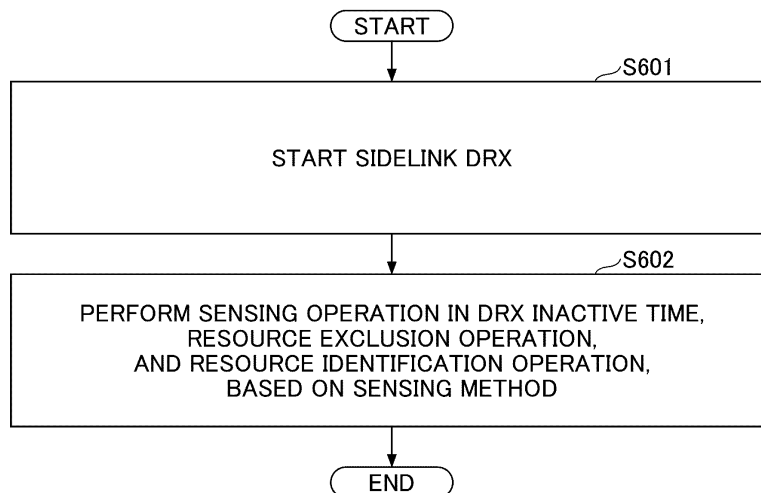 START
S601
START SIDELINK DRX
S602
PERFORM SENSING OPERATION IN DRX INACTIVE TIME,
RESOURCE EXCLUSION OPERATION,
AND RESOURCE IDENTIFICATION OPERATION,
BASED ON SENSING METHOD
END